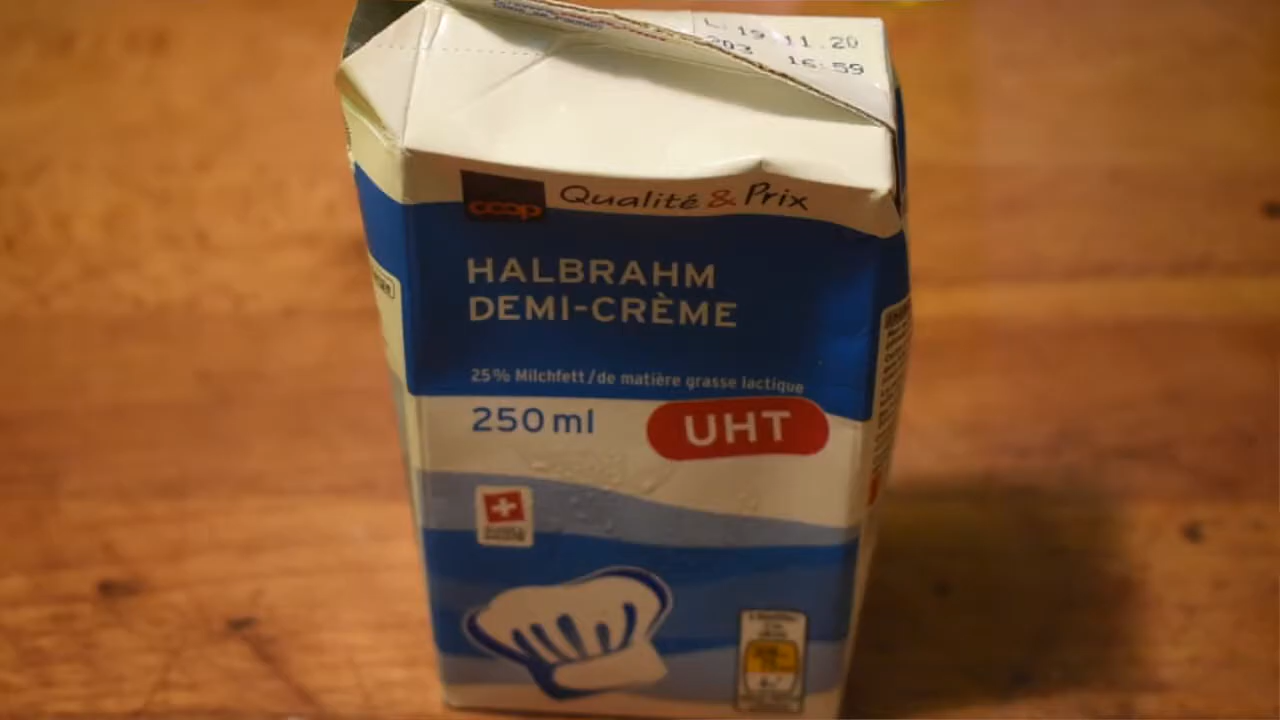 L. 19.11.20
203 16:59
coop Qualité & Prix
HALBRAHM
DEMI-CRÈME
25% Milchfett/de matière grasse lactique
250 ml
UHT